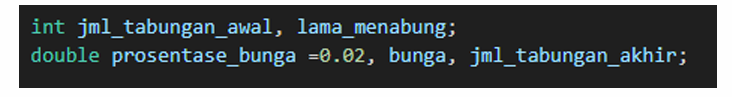 int jml_tabungan_awal, lama_menabung;
double prosentase_bunga =0.02, bunga, jml_tabungan_akhir;